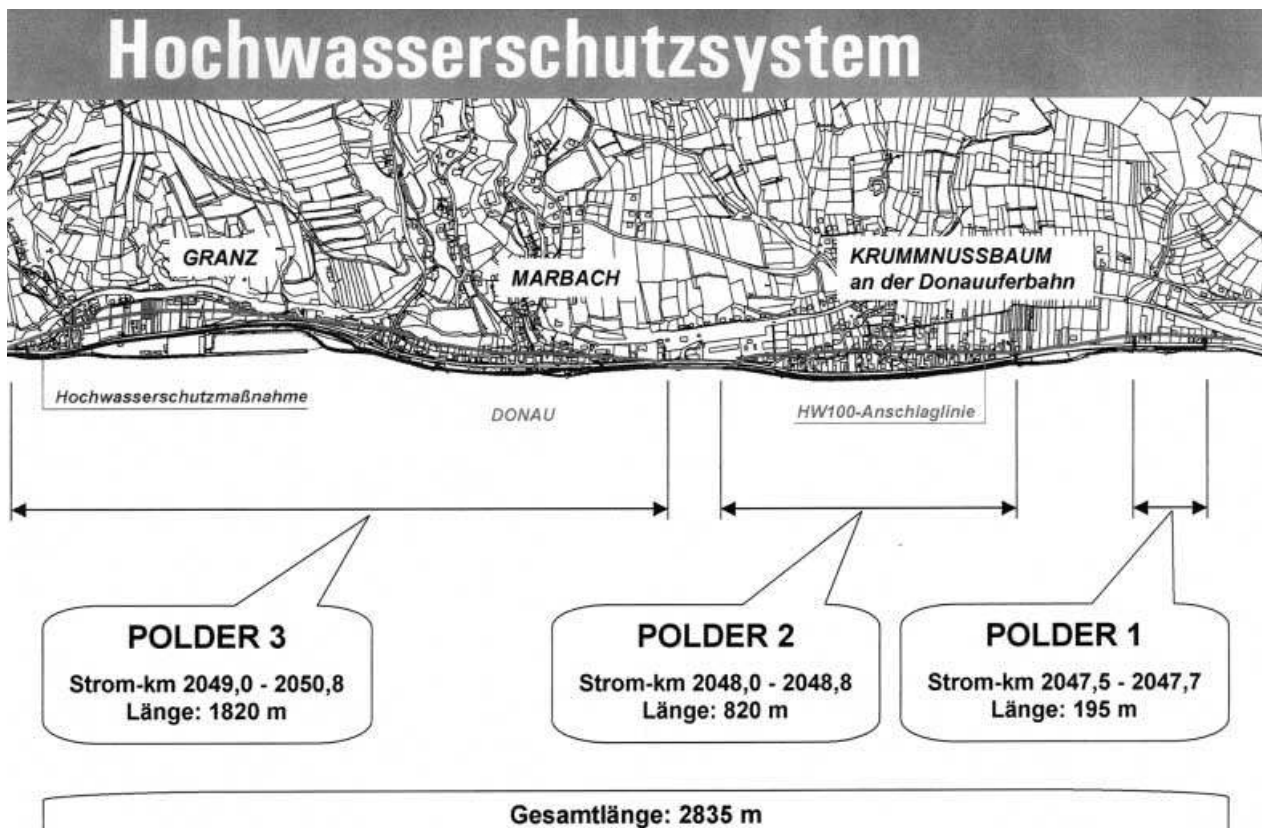 Hochwasserschutzsystem
GRANZ
MARBACH
KRUMMNUSSBAUM
an der Donauuferbahn
Hochwasserschutzmaßnahme
DONAU
HW100-Anschlaglinie
POLDER 3
Strom-km 2049,0 - 2050,8
Länge: 1820 m
POLDER 2
Strom-km 2048,0 - 2048,8
Länge: 820 m
POLDER 1
Strom-km 2047,5 - 2047,7
Länge: 195 m
Gesamtlänge: 2835 m